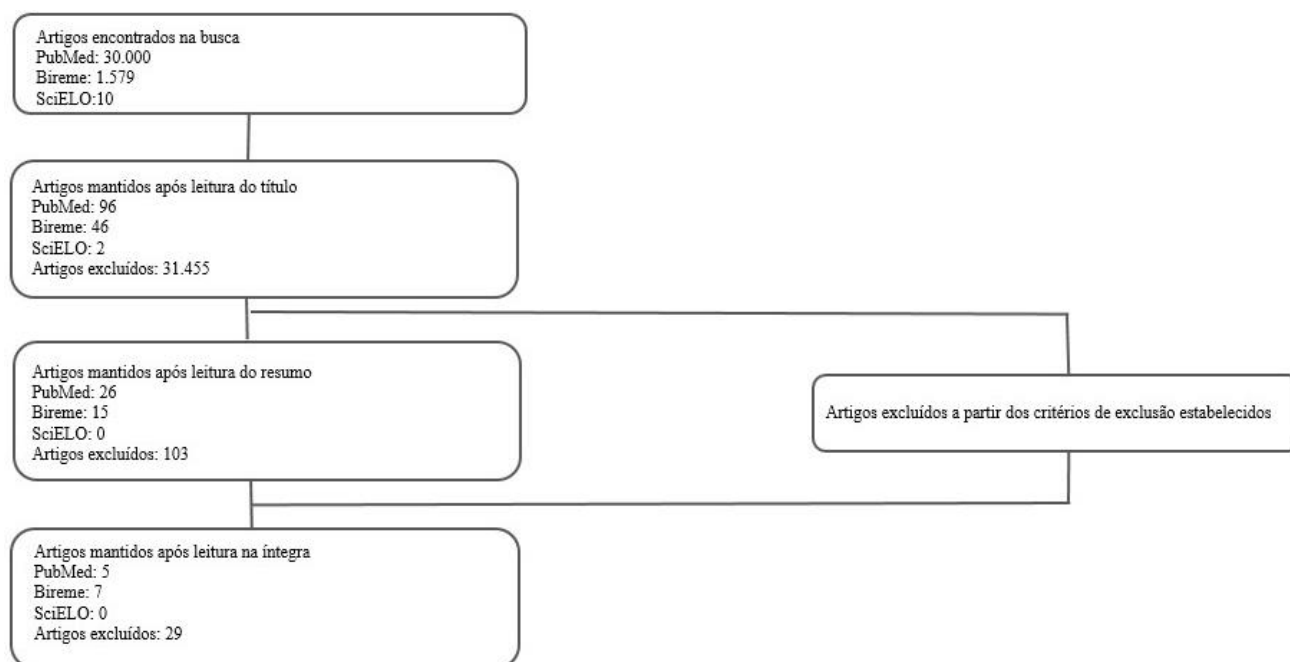 Artigos encontrados na busca
PubMed: 30.000
Bireme: 1.579
SciELO:10
Artigos mantidos após leitura do título
PubMed: 96
Bireme: 46
SciELO: 2
Artigos excluídos: 31.455
Artigos mantidos após leitura do resumo
PubMed: 26
Bireme: 15
SciELO: 0
Artigos excluídos: 103
Artigos excluídos a partir dos critérios de exclusão estabelecidos
Artigos mantidos após leitura na íntegra
PubMed: 5
Bireme: 7
SciELO: 0
Artigos excluídos: 29